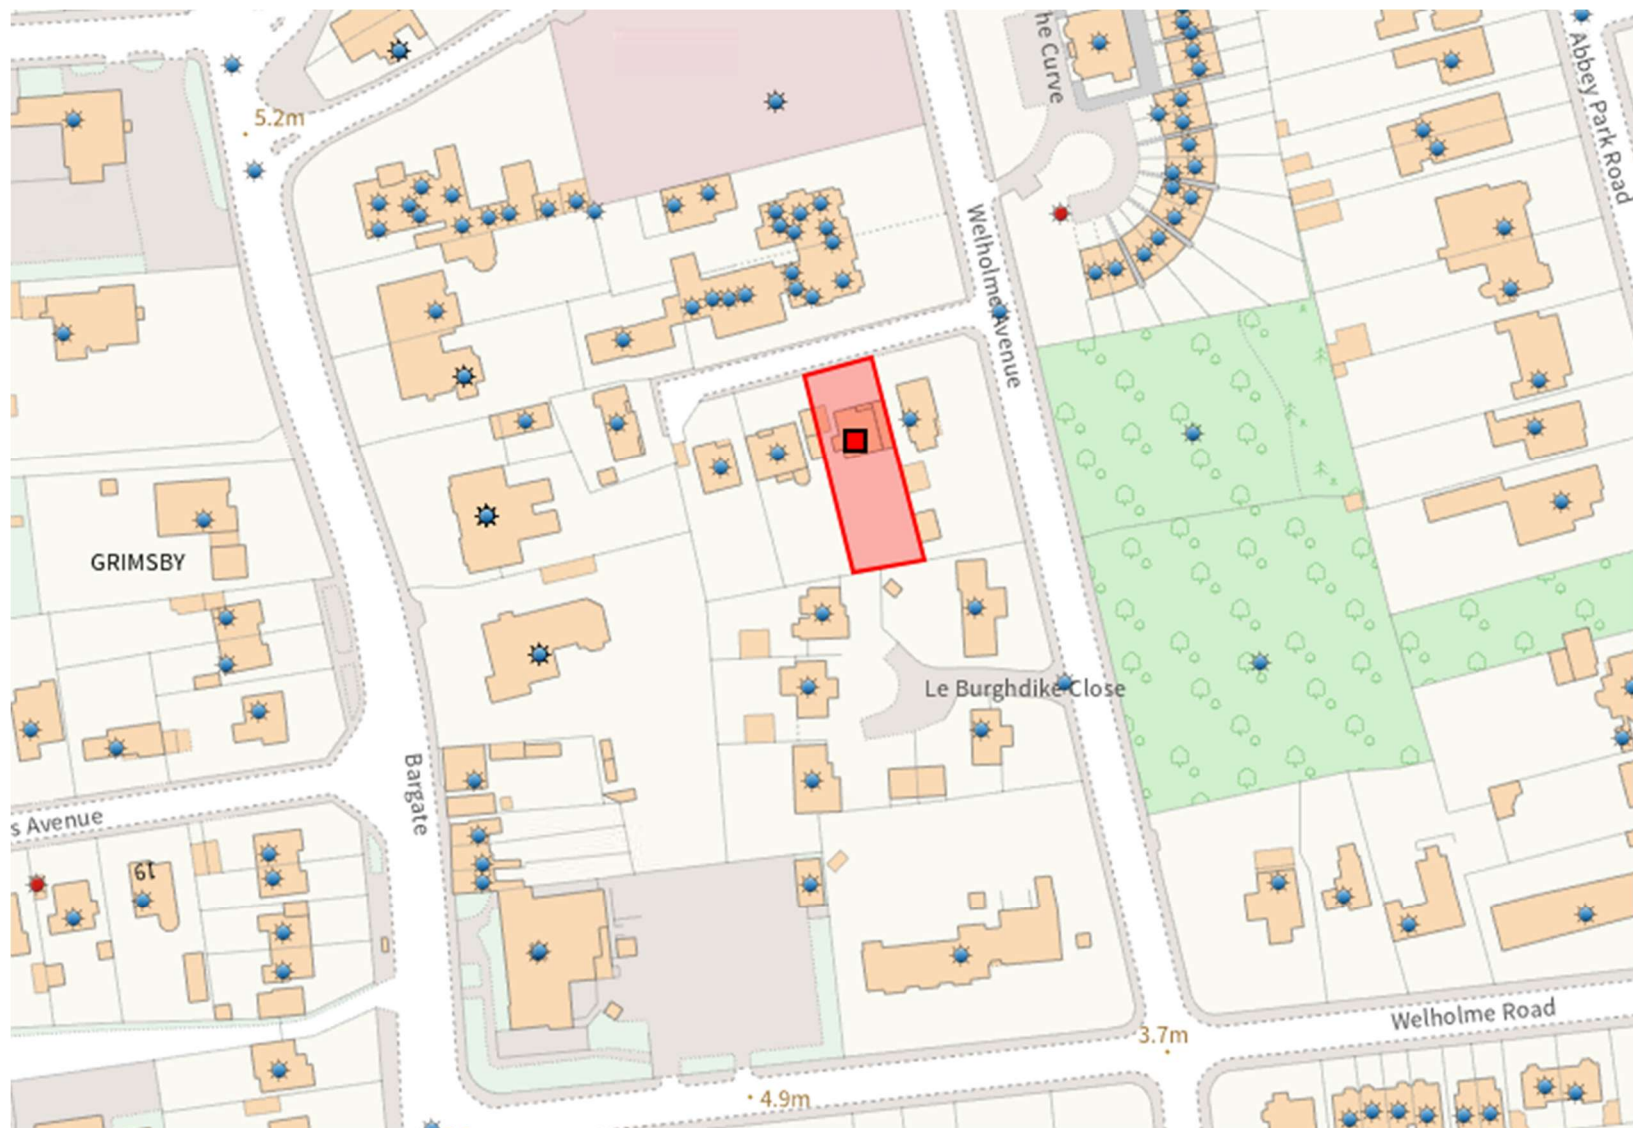 he Curve
Abbey Park Road
5.2m
Welholme Avenue
GRIMSBY
Le Burghdike Close
Bargate
s Avenue
19
Welholme Road
3.7m
4.9m